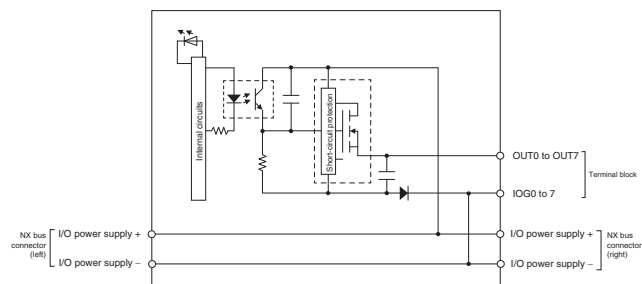 Internal circuits
Short-circuit protection
OUT0 to OUT7
IOG0 to 7
Terminal block
NX bus
connector
(left)
I/O power supply +
I/O power supply −
I/O power supply +
I/O power supply −
NX bus
connector
(right)